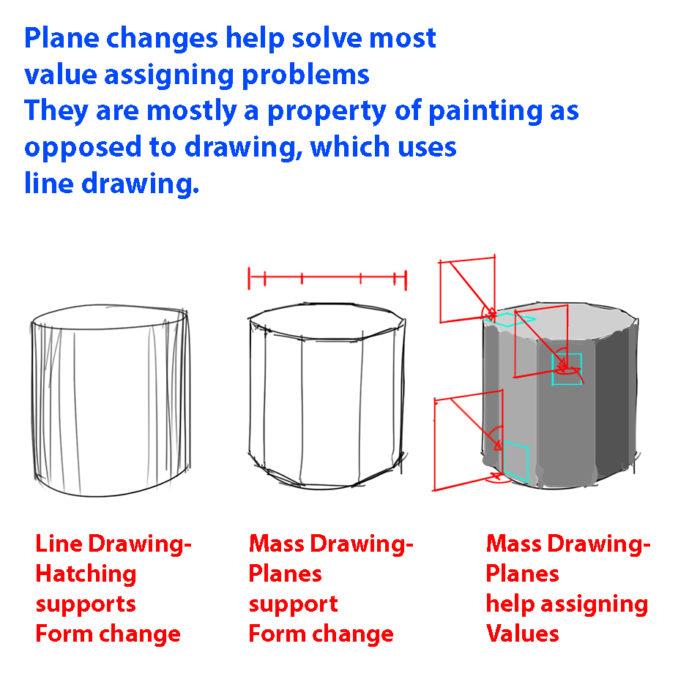 Plane changes help solve most
value assigning problems
They are mostly a property of painting as
opposed to drawing, which uses
line drawing.
Line Drawing-
Hatching
supports
Form change
Mass Drawing-
Planes
support
Form change
Mass Drawing-
Planes
help assigning
Values